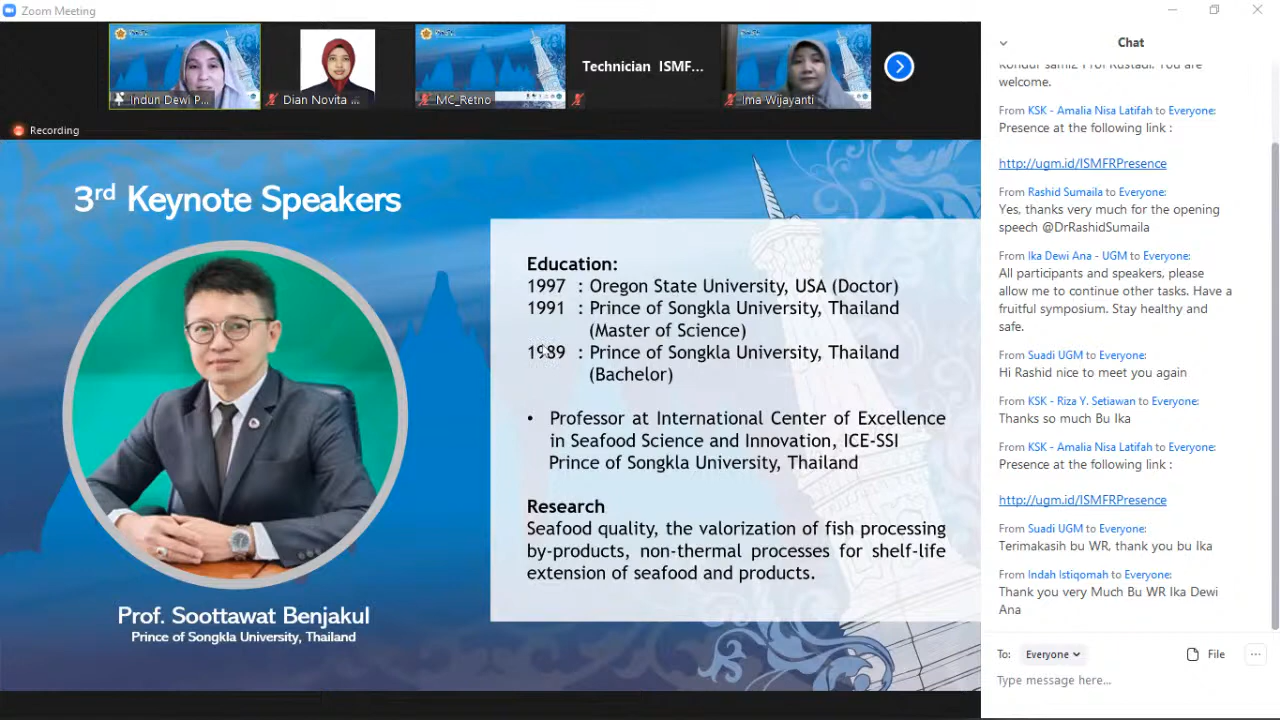 Zoom Meeting
Indun Dewi P...
Dian Novita ...
MC_Retno
Technician ISMF...
Ima Wijayanti
Recording
3rd Keynote Speakers
Prof. Soottawat Benjakul
Prince of Songkla University, Thailand
Education:
1997 : Oregon State University, USA (Doctor)
1991 : Prince of Songkla University, Thailand
(Master of Science)
1989 : Prince of Songkla University, Thailand
(Bachelor)
• Professor at International Center of Excellence
in Seafood Science and Innovation, ICE-SSI
Prince of Songkla University, Thailand
Research
Seafood quality, the valorization of fish processing
by-products, non-thermal processes for shelf-life
extension of seafood and products.
Chat
welcome.
From KSK - Amalia Nisa Latifah to Everyone:
Presence at the following link :
http://ugm.id/ISMFRPresence
From Rashid Sumaila to Everyone:
Yes, thanks very much for the opening
speech @DrRashidSumaila
From Ika Dewi Ana - UGM to Everyone:
All participants and speakers, please
allow me to continue other tasks. Have a
fruitful symposium. Stay healthy and
safe.
From Suadi UGM to Everyone:
Hi Rashid nice to meet you again
From KSK - Riza Y. Setiawan to Everyone:
Thanks so much Bu Ika
From KSK - Amalia Nisa Latifah to Everyone:
Presence at the following link :
http://ugm.id/ISMFRPresence
From Suadi UGM to Everyone:
Terimakasih bu WR, thank you bu Ika
From Indah Istiqomah to Everyone:
Thank you very Much Bu WR Ika Dewi
Ana
To: Everyone
File
Type message here...